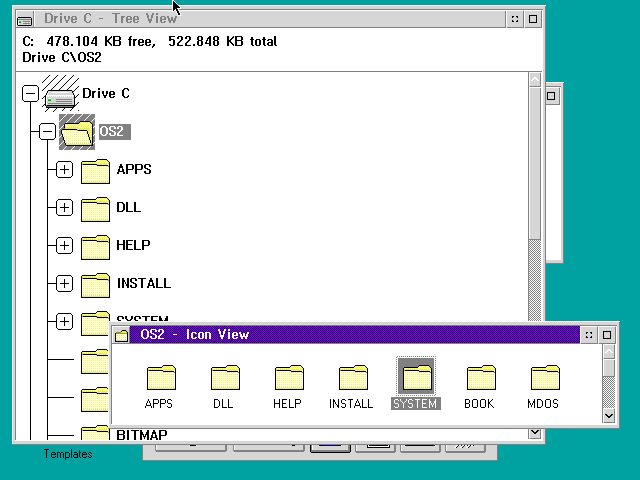 Drive C - Tree View
C:   478.104 KB free,   522.848 KB total
Drive C\OS2
Drive C
OS2
APPS
DLL
HELP
INSTALL
SYSTEM
OS2 - Icon View
APPS DLL HELP INSTALL SYSTEM BOOK MDOS
BITMAP
Templates